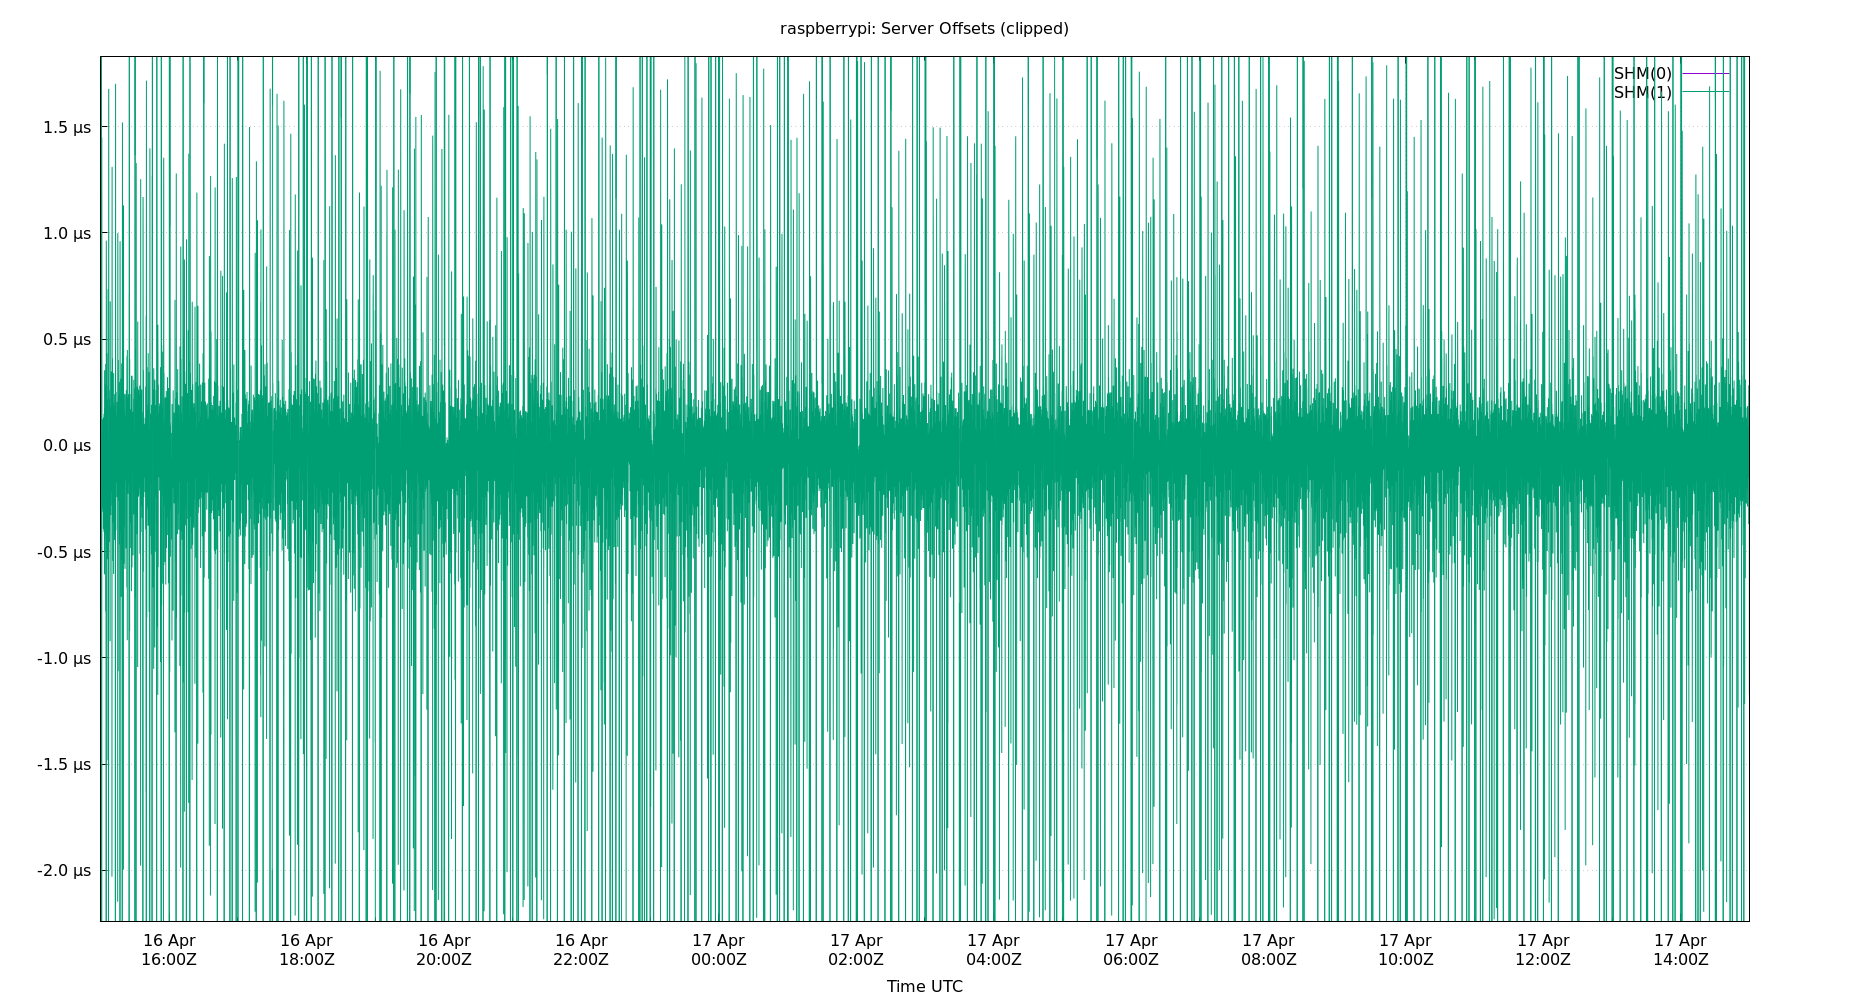 raspberrypi: Server Offsets (clipped)
SHM(0)
SHM(1)
1.5 µs
1.0 µs
0.5 µs
0.0 µs
-0.5 µs
-1.0 µs
-1.5 µs
-2.0 µs
16 Apr 16 Apr 16 Apr 16 Apr 17 Apr 17 Apr 17 Apr 17 Apr 17 Apr 17 Apr 17 Apr 17 Apr
16:00Z 18:00Z 20:00Z 22:00Z 00:00Z 02:00Z 04:00Z 06:00Z 08:00Z 10:00Z 12:00Z 14:00Z
Time UTC